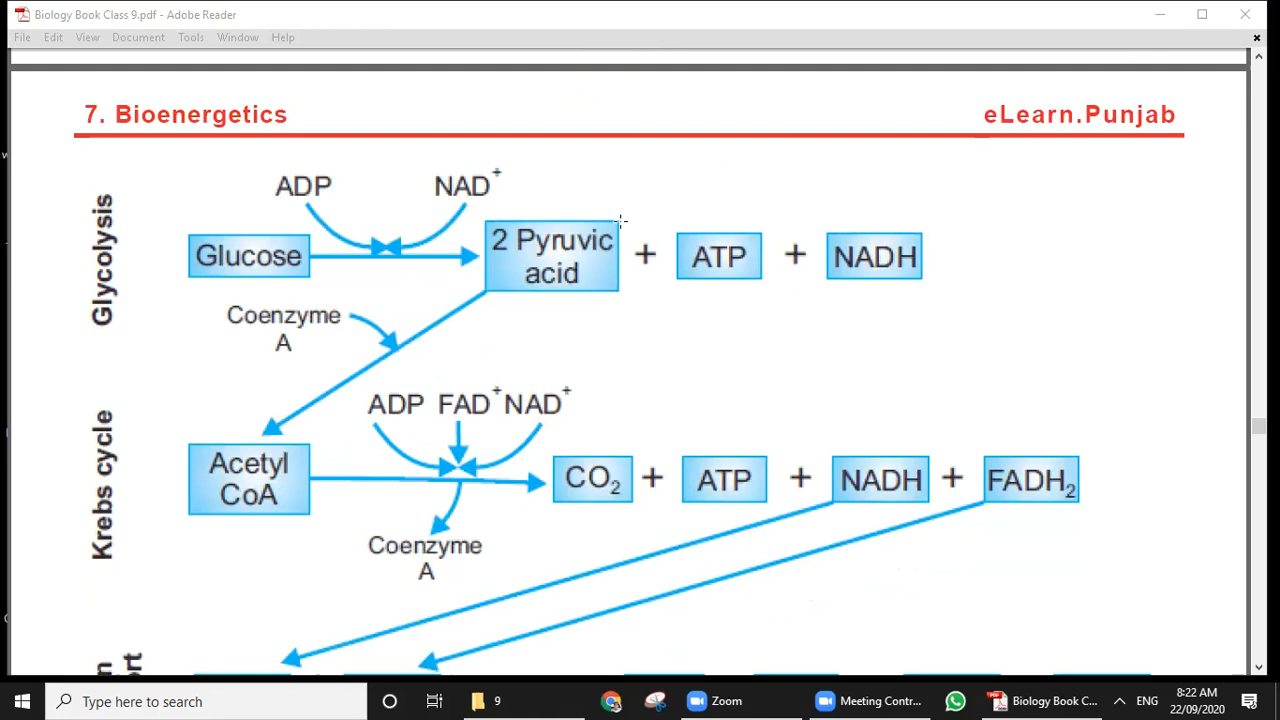 Biology Book Class 9.pdf - Adobe Reader
File Edit View Document Tools Window Help
7. Bioenergetics eLearn.Punjab
Glycolysis
ADP NAD+
Glucose 2 Pyruvic acid + ATP + NADH
Coenzyme
A
Krebs cycle
ADP FAD+ NAD+
Acetyl CoA CO₂ + ATP + NADH + FADH₂
Coenzyme
A
Type here to search 9 Zoom Meeting Contr... Biology Book C... ENG 8:22 AM
22/09/2020